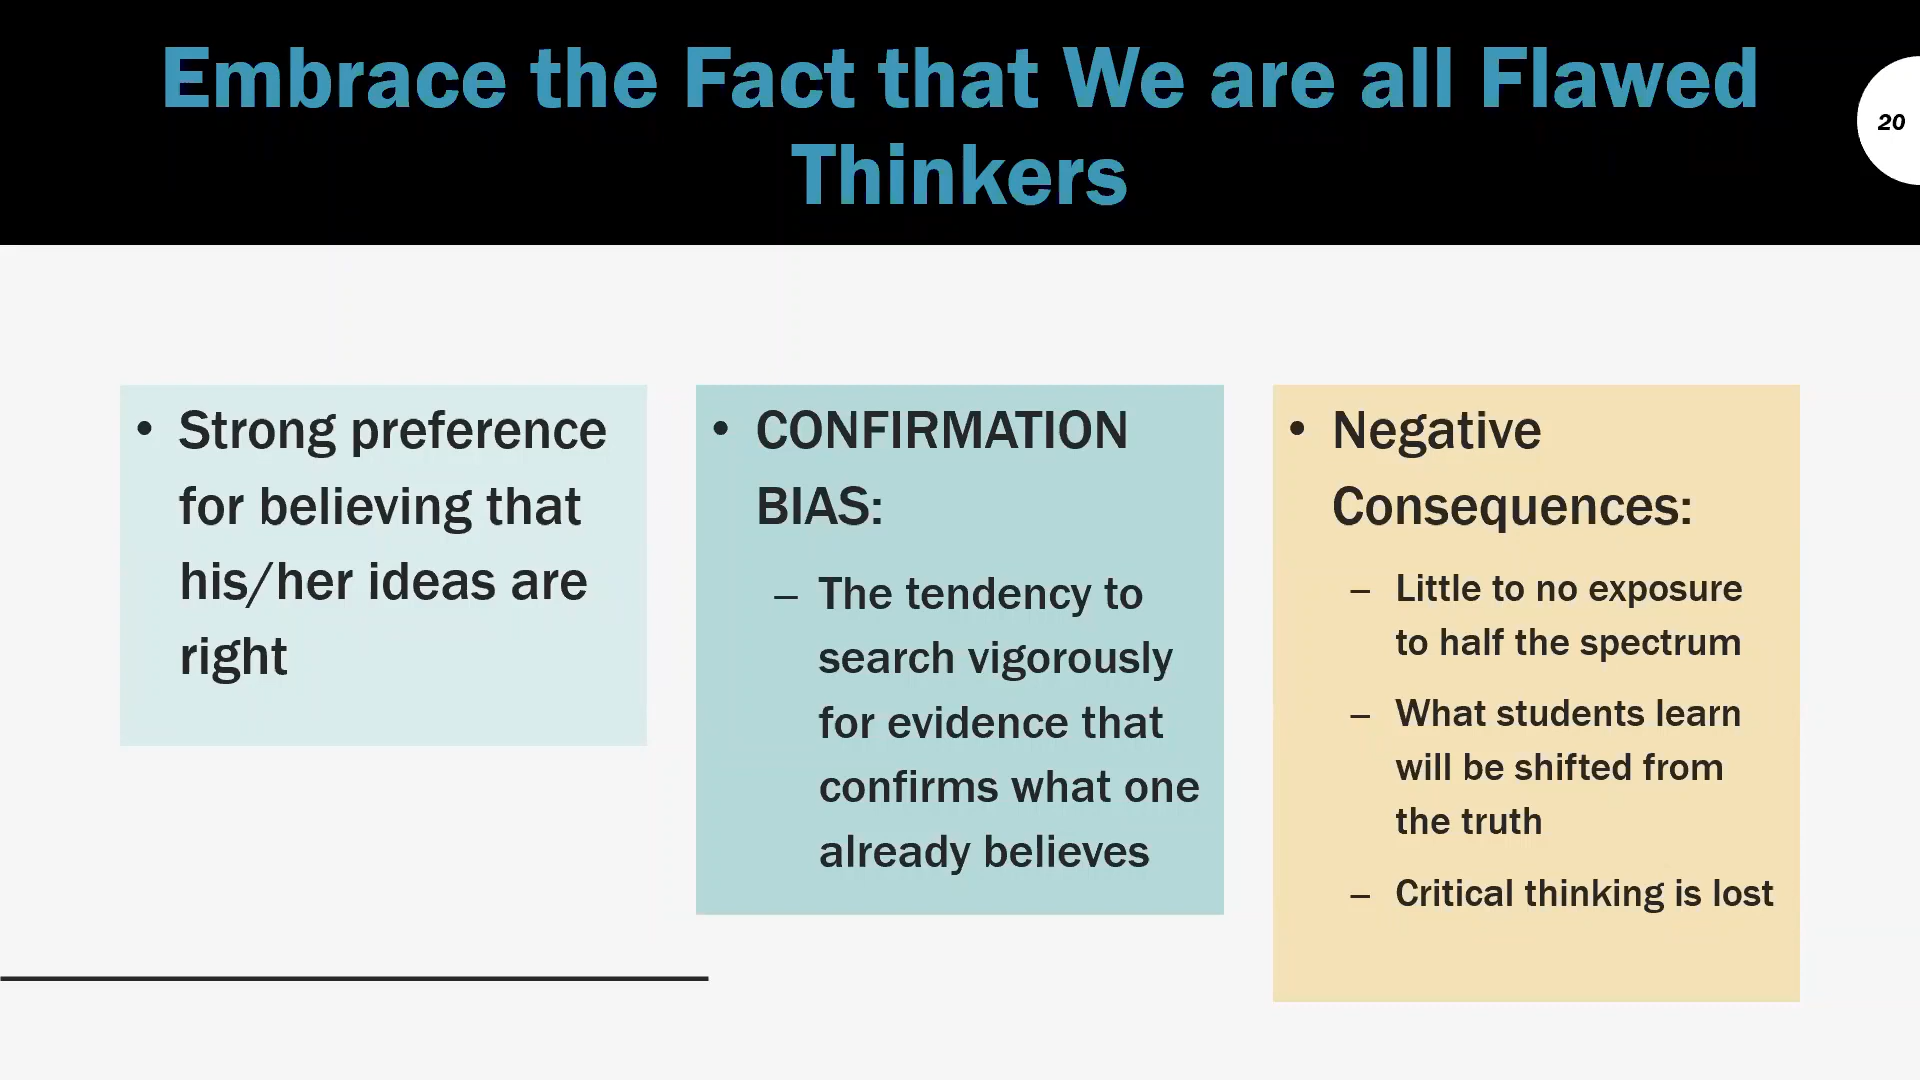 Embrace the Fact that We are all Flawed
Thinkers
20
• Strong preference
for believing that
his/her ideas are
right
• CONFIRMATION
BIAS:
– The tendency to
search vigorously
for evidence that
confirms what one
already believes
• Negative
Consequences:
– Little to no exposure
to half the spectrum
– What students learn
will be shifted from
the truth
– Critical thinking is lost